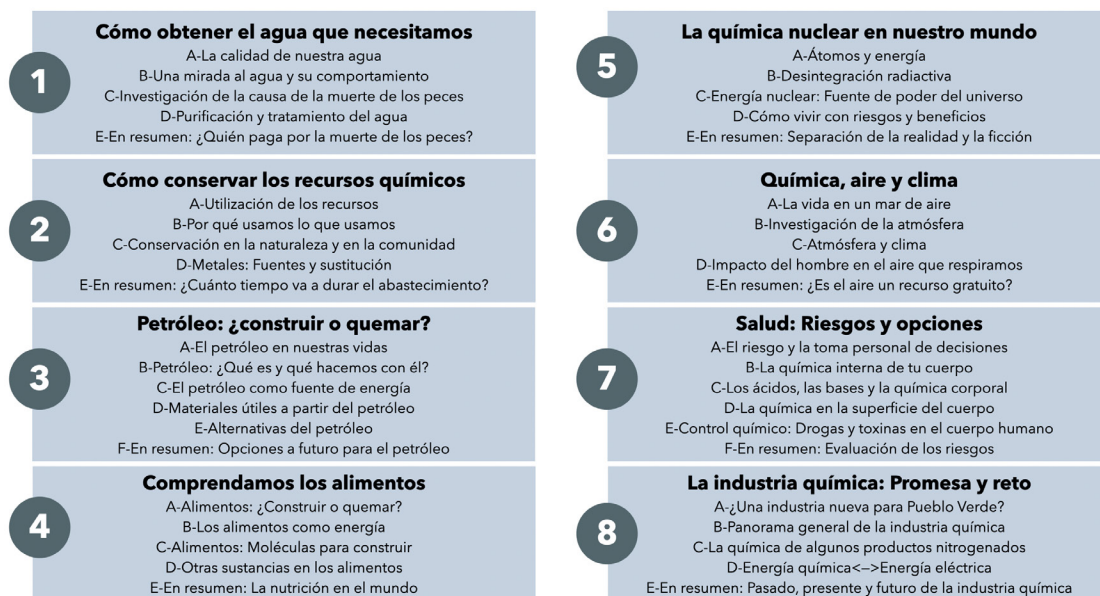 1
Cómo obtener el agua que necesitamos
A-La calidad de nuestra agua
B-Una mirada al agua y su comportamiento
C-Investigación de la causa de la muerte de los peces
D-Purificación y tratamiento del agua
E-En resumen: ¿Quién paga por la muerte de los peces?
2
Cómo conservar los recursos químicos
A-Utilización de los recursos
B-Por qué usamos lo que usamos
C-Conservación en la naturaleza y en la comunidad
D-Metales: Fuentes y sustitución
E-En resumen: ¿Cuánto tiempo va a durar el abastecimiento?
3
Petróleo: ¿construir o quemar?
A-El petróleo en nuestras vidas
B-Petróleo: ¿Qué es y qué hacemos con él?
C-El petróleo como fuente de energía
D-Materiales útiles a partir del petróleo
E-Alternativas del petróleo
F-En resumen: Opciones a futuro para el petróleo
4
Comprendamos los alimentos
A-Alimentos: ¿Construir o quemar?
B-Los alimentos como energía
C-Alimentos: Moléculas para construir
D-Otras sustancias en los alimentos
E-En resumen: La nutrición en el mundo
5
La química nuclear en nuestro mundo
A-Átomos y energía
B-Desintegración radiactiva
C-Energía nuclear: Fuente de poder del universo
D-Cómo vivir con riesgos y beneficios
E-En resumen: Separación de la realidad y la ficción
6
Química, aire y clima
A-La vida en un mar de aire
B-Investigación de la atmósfera
C-Atmósfera y clima
D-Impacto del hombre en el aire que respiramos
E-En resumen: ¿Es el aire un recurso gratuito?
7
Salud: Riesgos y opciones
A-El riesgo y la toma personal de decisiones
B-La química interna de tu cuerpo
C-Los ácidos, las bases y la química corporal
D-La química en la superficie del cuerpo
E-Control químico: Drogas y toxinas en el cuerpo humano
F-En resumen: Evaluación de los riesgos
8
La industria química: Promesa y reto
A-¿Una industria nueva para Pueblo Verde?
B-Panorama general de la industria química
C-La química de algunos productos nitrogenados
D-Energía química<—>Energía eléctrica
E-En resumen: Pasado, presente y futuro de la industria química